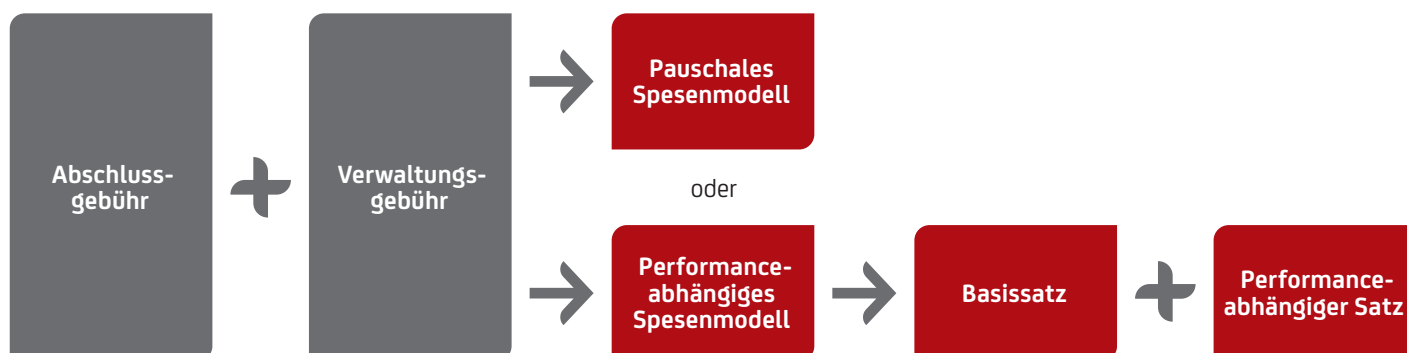 Abschluss-
gebühr
Verwaltungs-
gebühr
Pauschales
Spesenmodell
oder
Performance-
abhängiges
Spesenmodell
Basissatz
Performance-
abhängiger Satz